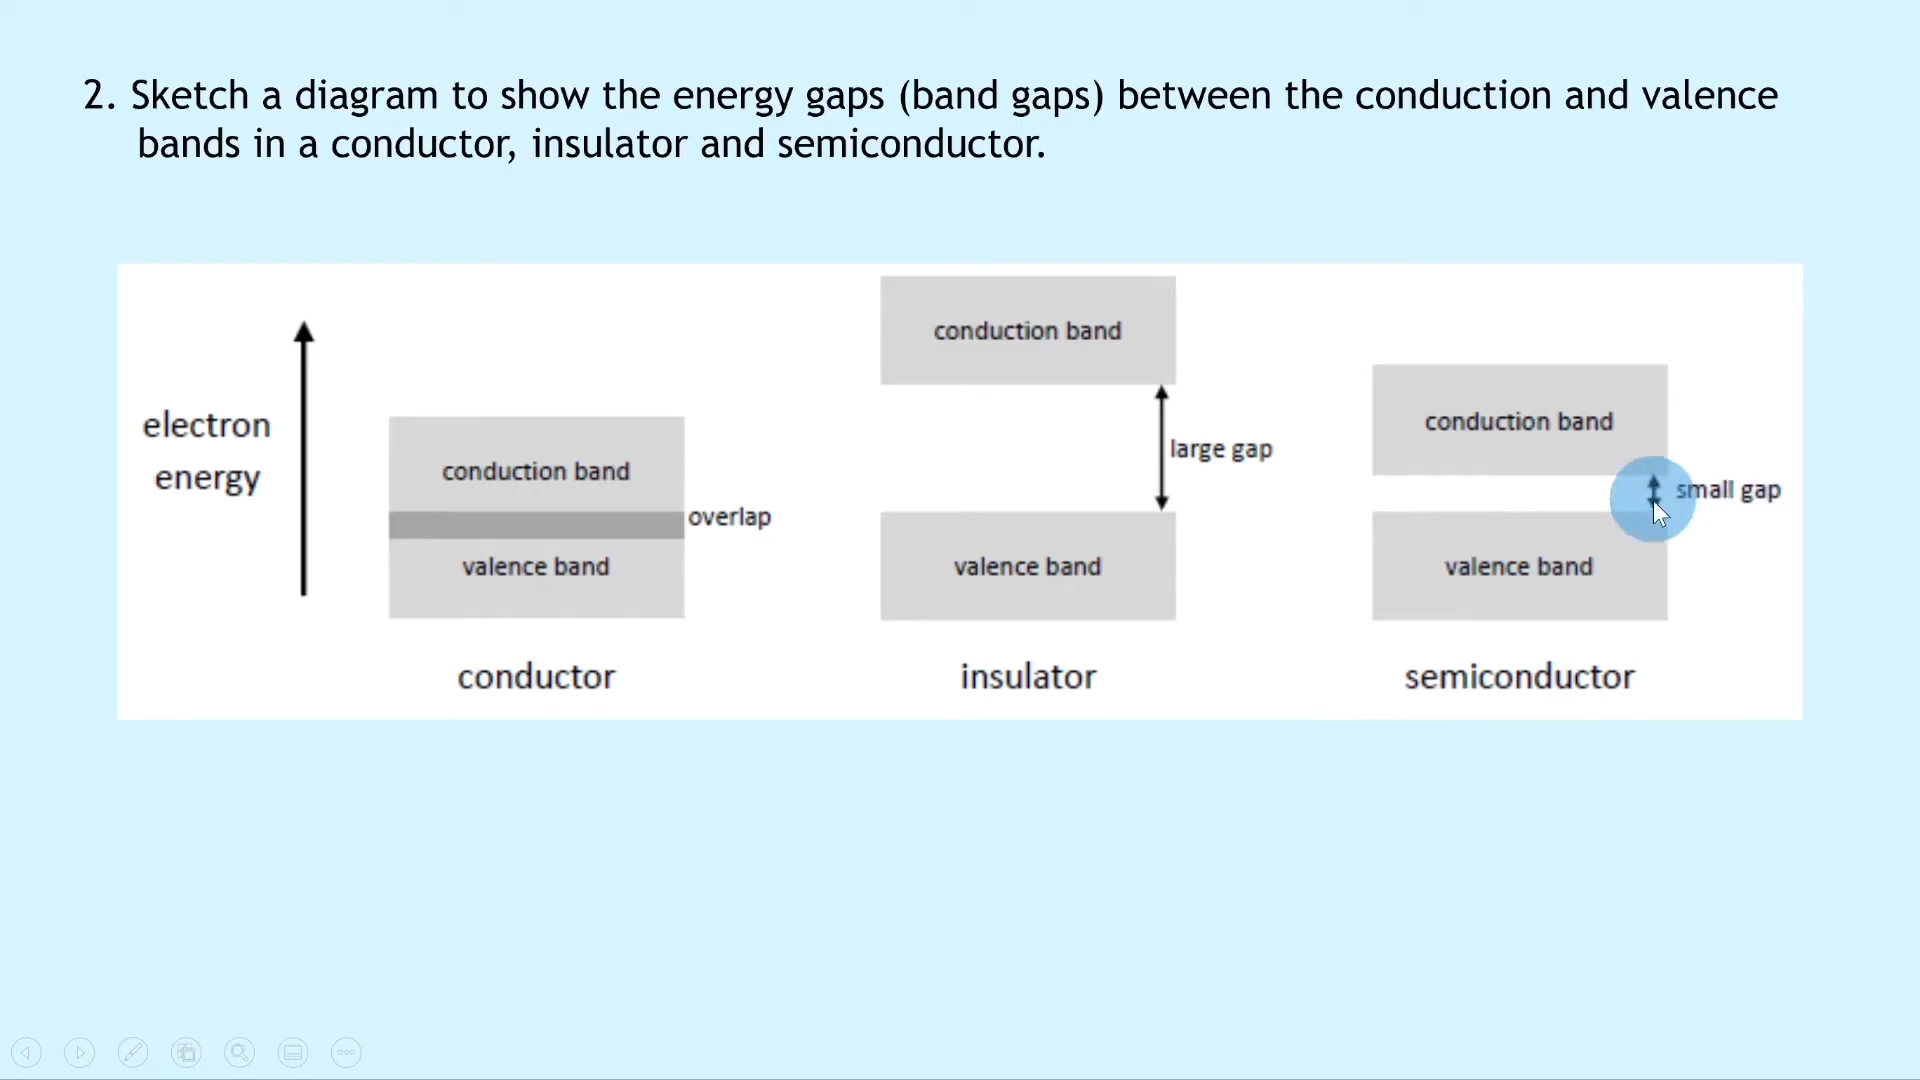 2. Sketch a diagram to show the energy gaps (band gaps) between the conduction and valence
bands in a conductor, insulator and semiconductor.
electron
energy
conduction band
overlap
valence band
conductor
conduction band
large gap
valence band
insulator
conduction band
small gap
valence band
semiconductor